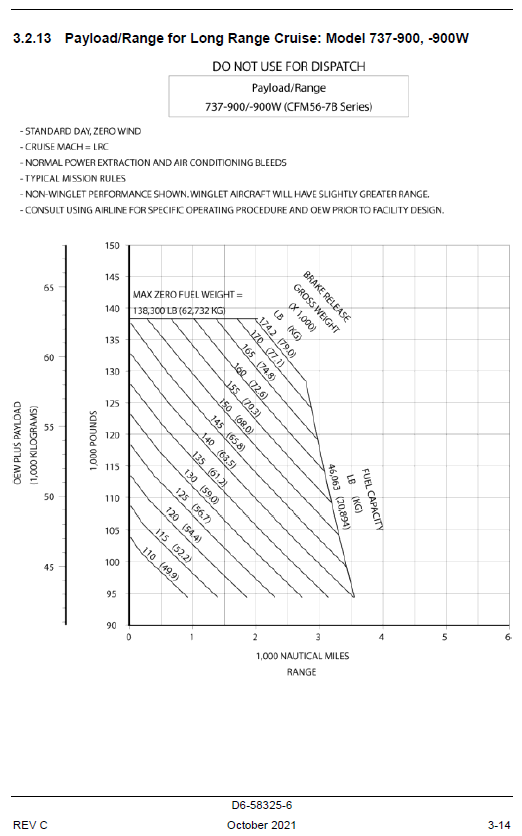 3.2.13 Payload/Range for Long Range Cruise: Model 737-900, -900W
DO NOT USE FOR DISPATCH
Payload/Range
737-900/-900W (CFM56-7B Series)
- STANDARD DAY, ZERO WIND
- CRUISE MACH = LRC
- NORMAL POWER EXTRACTION AND AIR CONDITIONING BLEEDS
- TYPICAL MISSION RULES
- NON-WINGLET PERFORMANCE SHOWN. WINGLET AIRCRAFT WILL HAVE SLIGHTLY GREATER RANGE.
- CONSULT USING AIRLINE FOR SPECIFIC OPERATING PROCEDURE AND OEW PRIOR TO FACILITY DESIGN.
OEW PLUS PAYLOAD
(1,000 KILOGRAMS)
65
60
55
50
45
1,000 POUNDS
150
145
140
135
130
125
120
115
110
105
100
95
90
MAX ZERO FUEL WEIGHT =
138,300 LB (62,732 KG)
BRAKE RELEASE
GROSS WEIGHT
(X 1,000)
LB (KG)
174.2 (79.0)
170 (77.1)
165 (74.8)
160 (72.6)
155 (70.3)
150 (68.0)
145 (65.8)
140 (63.5)
135 (61.2)
130 (59.0)
125 (56.7)
120 (54.4)
115 (52.2)
110 (49.9)
FUEL CAPACITY
LB (KG)
46,063 (20,894)
0 1 2 3 4 5 6
1,000 NAUTICAL MILES
RANGE
D6-58325-6
REV C October 2021 3-14